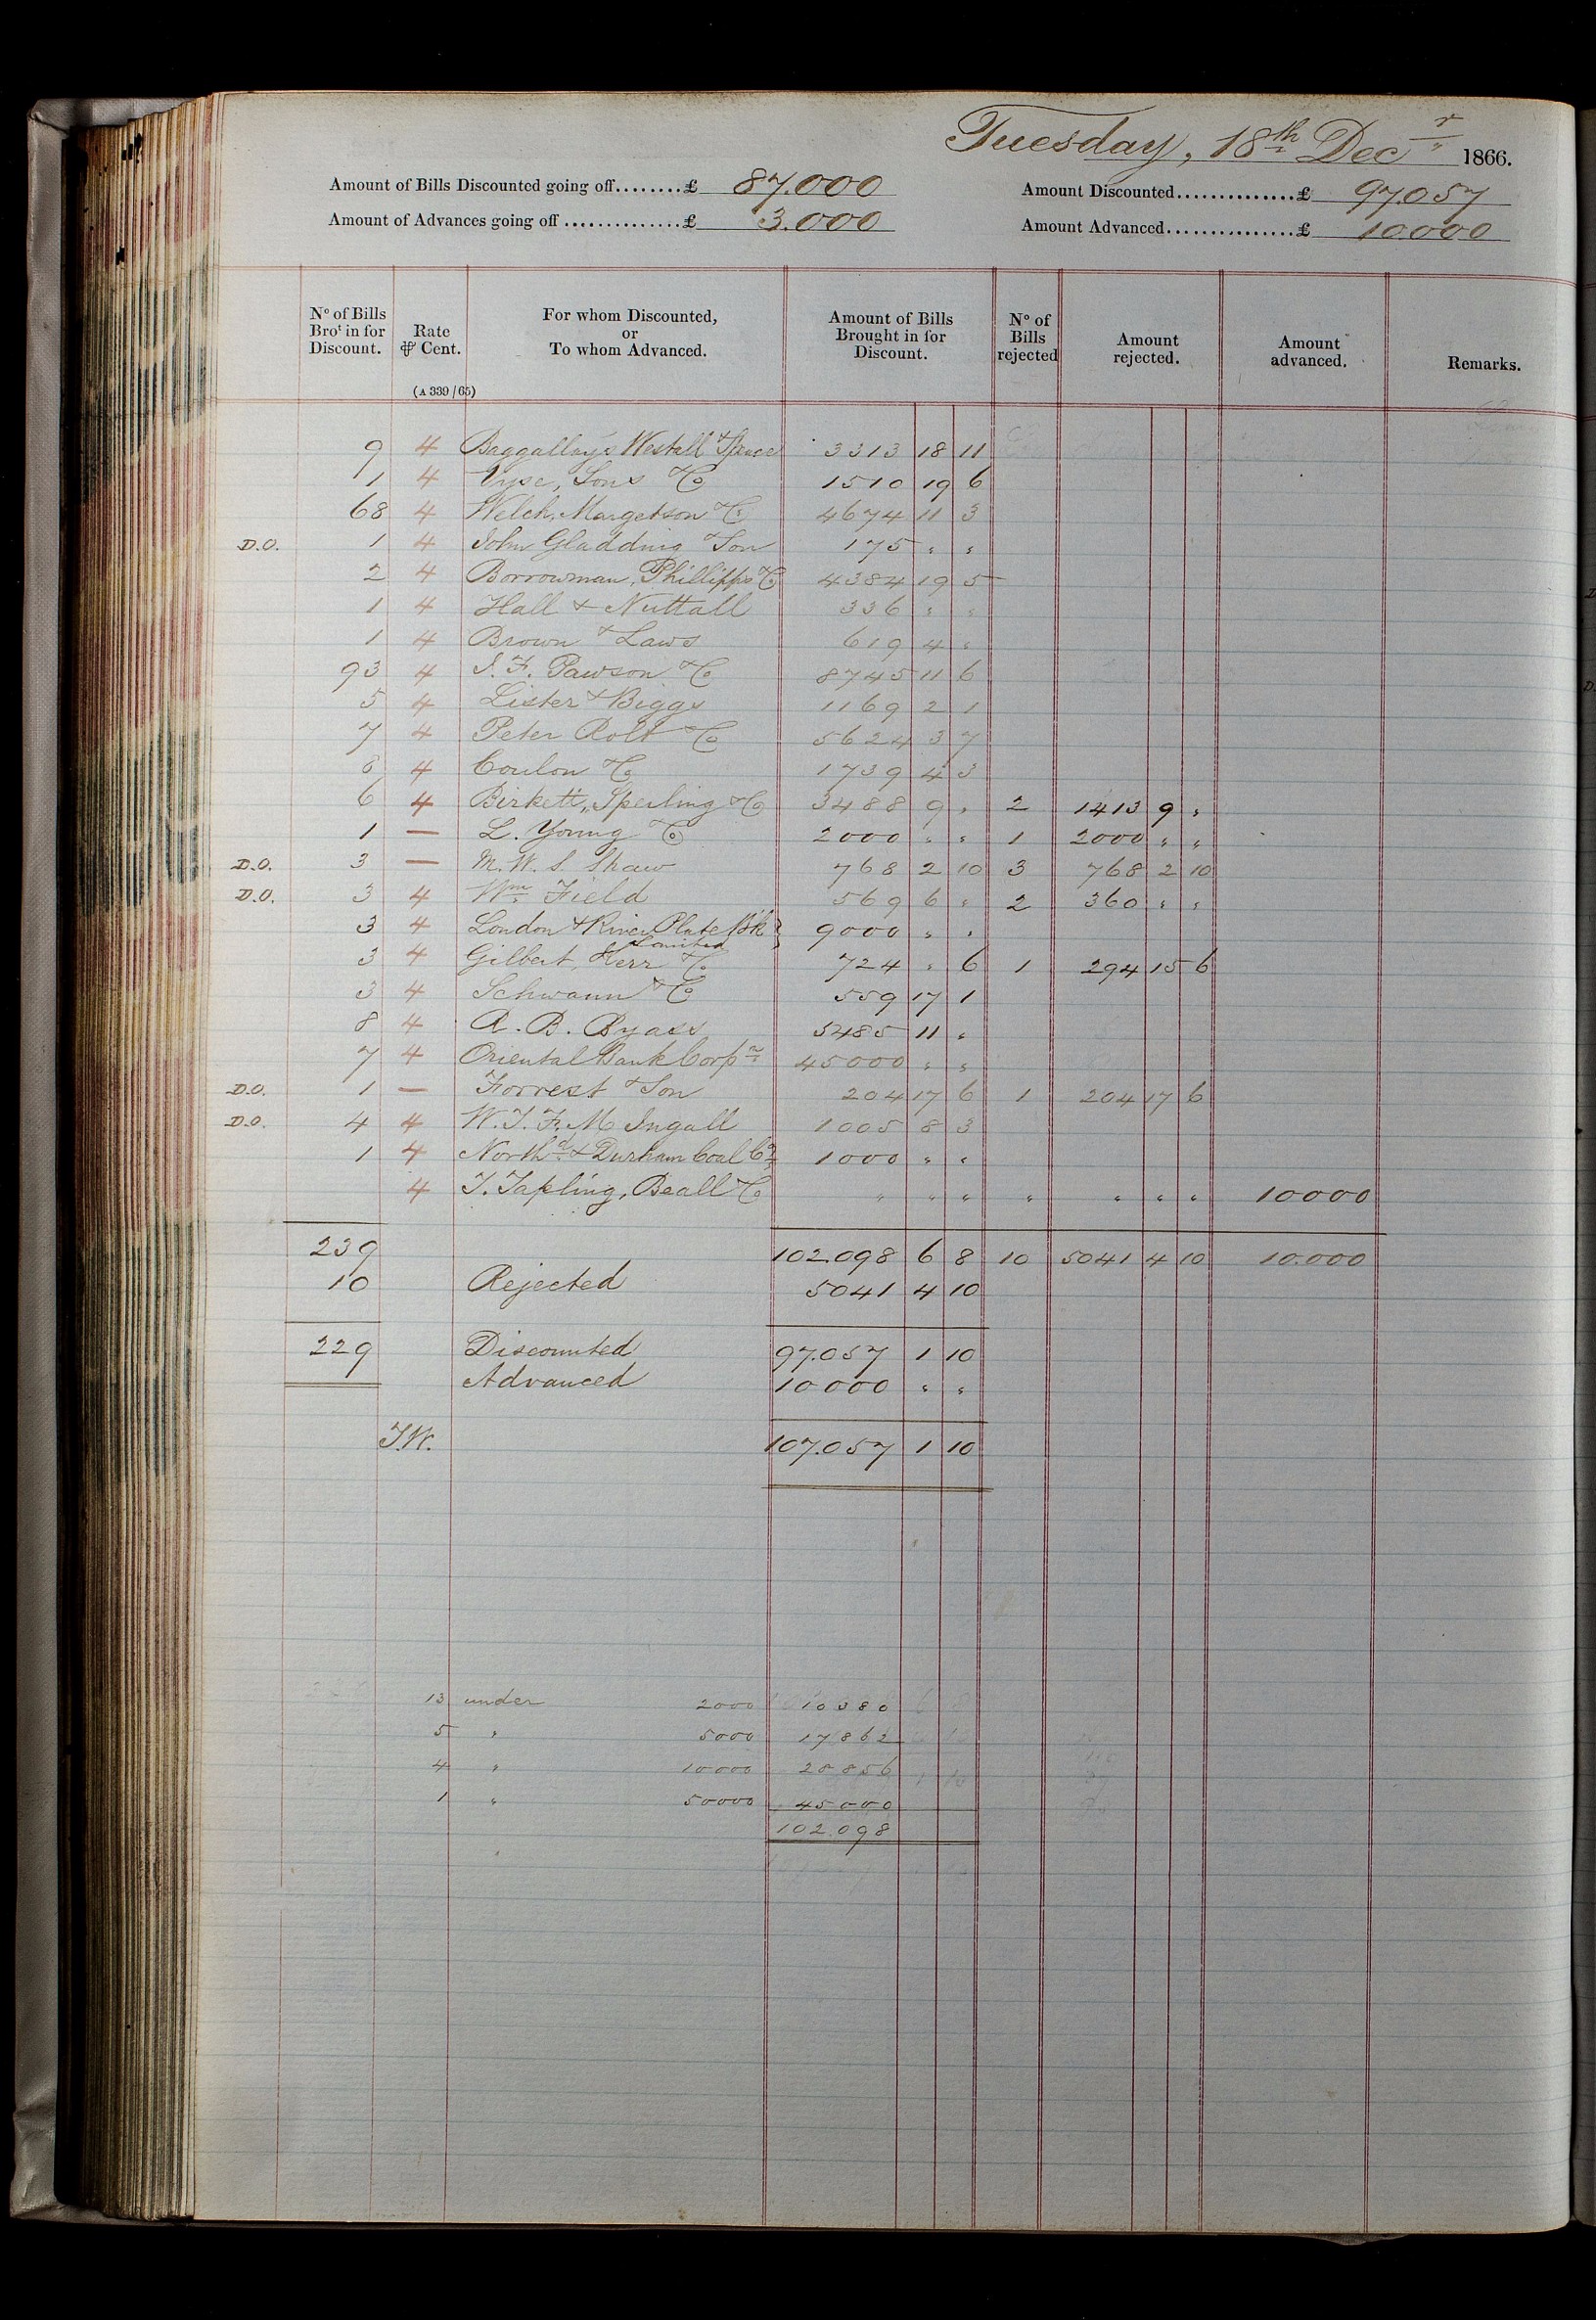 Tuesday, 18th Decr 1866.
Amount of Bills Discounted going off........£ 87.000 Amount Discounted..............£ 97.057
Amount of Advances going off ..............£ 3.000 Amount Advanced...............£ 10000
No of Bills Brot in for Discount. Rate ⅌ Cent. For whom Discounted, or To whom Advanced. Amount of Bills Brought in for Discount. No of Bills rejected Amount rejected. Amount advanced. Remarks.
(A 339/65)
9 4 Baggallays Westall & Spence 3313 18 11
1 4 Vyse, Sons & Co 1510 19 6
68 4 Welch, Margetson & Co 4674 11 3
D.O. 1 4 John Gladding & Son 175 " "
2 4 Borrowman, Phillipps & Co 4384 19 5
1 4 Hall & Nuttall 336 " "
1 4 Brown & Laws 619 4 "
93 4 J. F. Pawson & Co 8745 11 6
5 4 Lister & Biggs 1169 2 1
7 4 Peter Rolt & Co 5624 3 7
8 4 Coulon & Co 1739 4 3
6 4 Birkett, Sperling & Co 3488 9 " 2 1413 9 "
1 — L. Young & Co 2000 " " 1 2000 " "
D.O. 3 — M. W. S. Shaw 768 2 10 3 768 2 10
D.O. 3 4 Wm Field 569 6 " 2 360 " "
3 4 London & River Plate Bk Limited 9000 " "
3 4 Gilbert, Kerr & Co 724 " 6 1 294 15 6
3 4 Schwann & Co 559 17 1
8 4 R. B. Byass 5485 11 "
7 4 Oriental Bank Corpn 45000 " "
D.O. 1 — Forrest & Son 204 17 6 1 204 17 6
D.O. 4 4 W. T. F. M Ingall 1005 8 3
1 4 Northd & Durham Coal Co 1000 " "
4 T. Tapling, Beall & Co " " " " " " " 10000
239 102.098 6 8 10 5041 4 10 10.000
10 Rejected 5041 4 10
229 Discounted 97.057 1 10
Advanced 10000 " "
T.W. 107.057 1 10
13 under 2000 10380
5 " 5000 17862
4 " 10000 28856
1 " 50000 45000
102.098